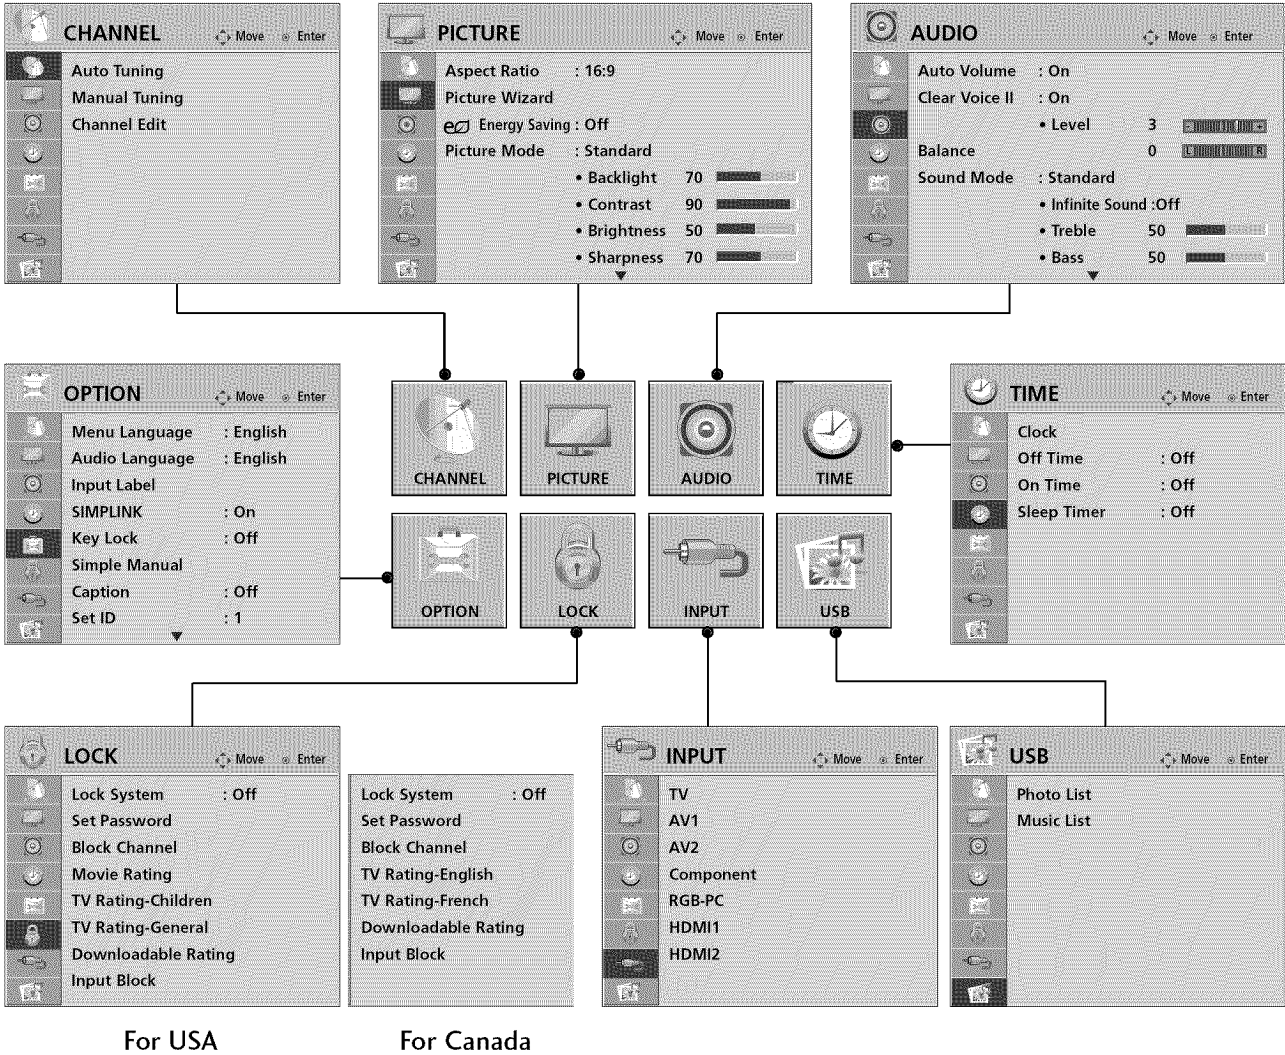 CHANNEL Move Enter
Auto Tuning
Manual Tuning
Channel Edit
PICTURE Move Enter
Aspect Ratio : 16:9
Picture Wizard
Energy Saving : Off
Picture Mode : Standard
• Backlight 70
• Contrast 90
• Brightness 50
• Sharpness 70
AUDIO Move Enter
Auto Volume : On
Clear Voice II : On
• Level 3 - +
Balance 0 L R
Sound Mode : Standard
• Infinite Sound :Off
• Treble 50
• Bass 50
OPTION Move Enter
Menu Language : English
Audio Language : English
Input Label
SIMPLINK : On
Key Lock : Off
Simple Manual
Caption : Off
Set ID : 1
CHANNEL PICTURE AUDIO TIME
OPTION LOCK INPUT USB
TIME Move Enter
Clock
Off Time : Off
On Time : Off
Sleep Timer : Off
LOCK Move Enter
Lock System : Off
Set Password
Block Channel
Movie Rating
TV Rating-Children
TV Rating-General
Downloadable Rating
Input Block
For USA
Lock System : Off
Set Password
Block Channel
TV Rating-English
TV Rating-French
Downloadable Rating
Input Block
For Canada
INPUT Move Enter
TV
AV1
AV2
Component
RGB-PC
HDMI1
HDMI2
USB Move Enter
Photo List
Music List